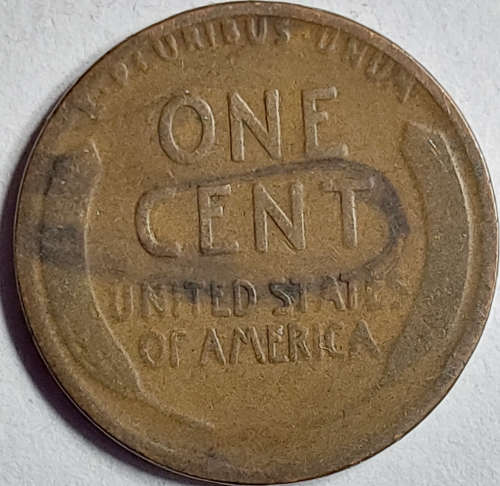 PLURIBUS · UNUM
ONE
CENT
UNITED STATES
OF AMERICA